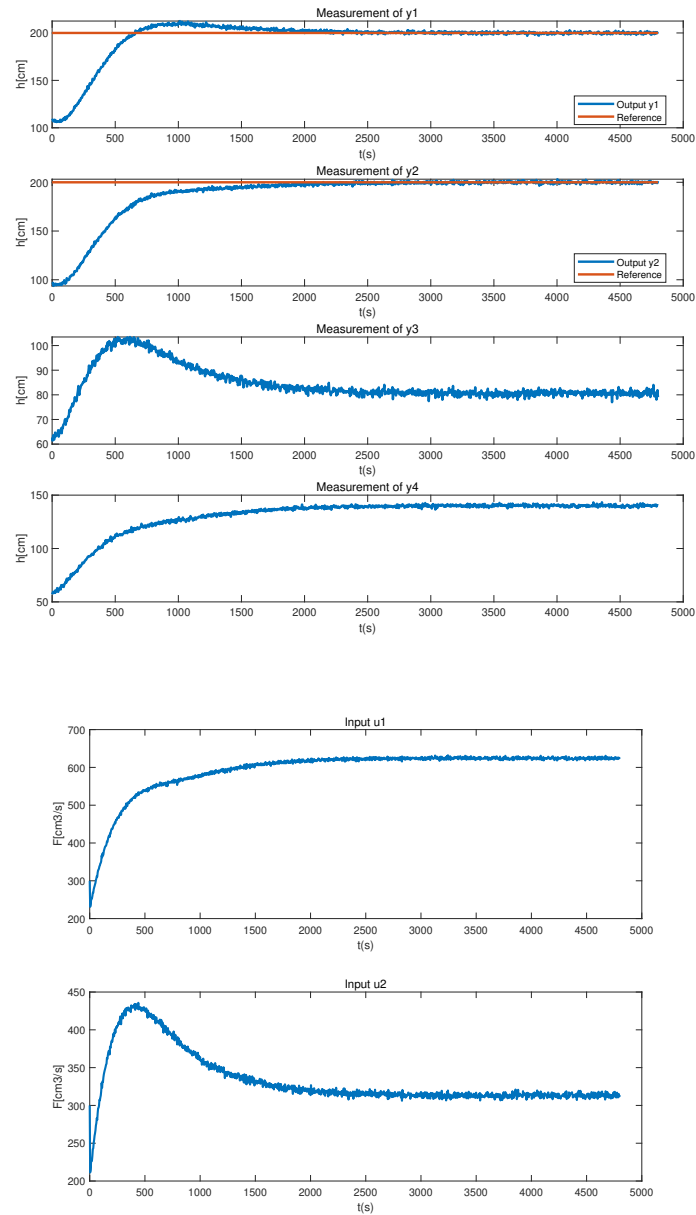 Measurement of y1
200
150
100
h[cm]
Output y1
Reference
0 500 1000 1500 2000 2500 3000 3500 4000 4500 5000
t(s)
Measurement of y2
200
150
100
h[cm]
Output y2
Reference
0 500 1000 1500 2000 2500 3000 3500 4000 4500 5000
t(s)
Measurement of y3
100
90
80
70
60
h[cm]
0 500 1000 1500 2000 2500 3000 3500 4000 4500 5000
t(s)
Measurement of y4
150
100
50
h[cm]
0 500 1000 1500 2000 2500 3000 3500 4000 4500 5000
t(s)
Input u1
700
600
500
400
300
200
F[cm3/s]
0 500 1000 1500 2000 2500 3000 3500 4000 4500 5000
t(s)
Input u2
450
400
350
300
250
200
F[cm3/s]
0 500 1000 1500 2000 2500 3000 3500 4000 4500 5000
t(s)